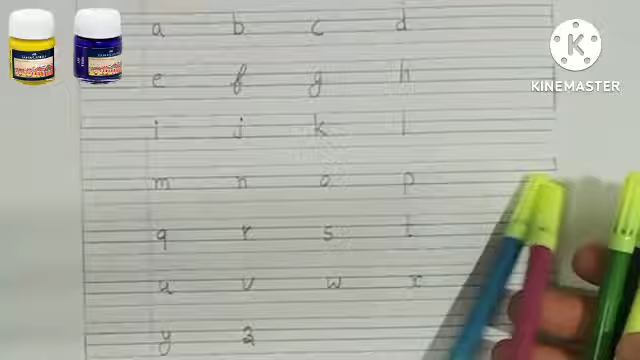 a b c d
KINEMASTER
e f g h
i j k l
m n o p
q r s t
u v w x
y z